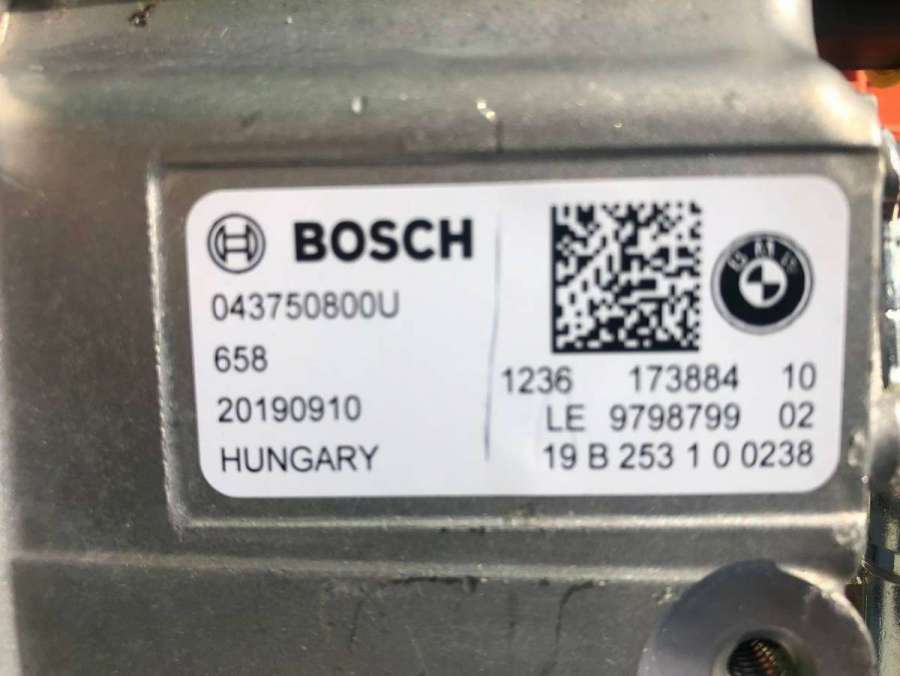 BOSCH
043750800U
658
20190910
HUNGARY
1236 173884 10
LE 9798799 02
19 B 253 1 0 0238